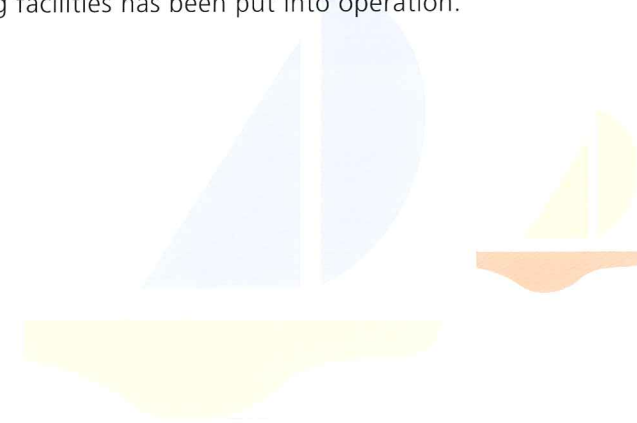 facilities has been put into operation.